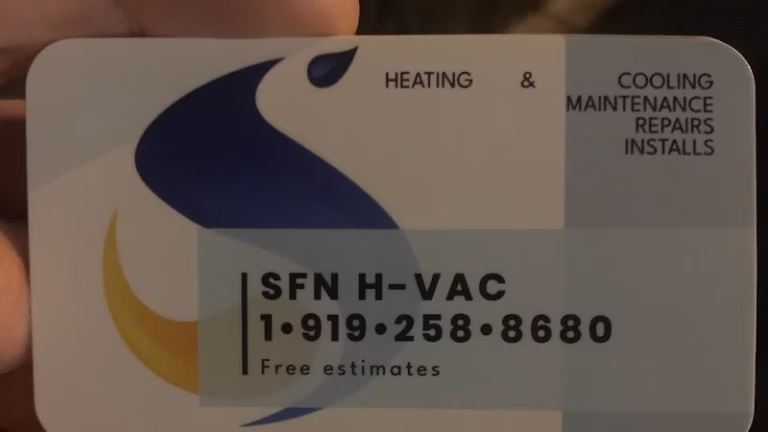 HEATING & COOLING
MAINTENANCE
REPAIRS
INSTALLS
SFN H-VAC
1•919•258•8680
Free estimates